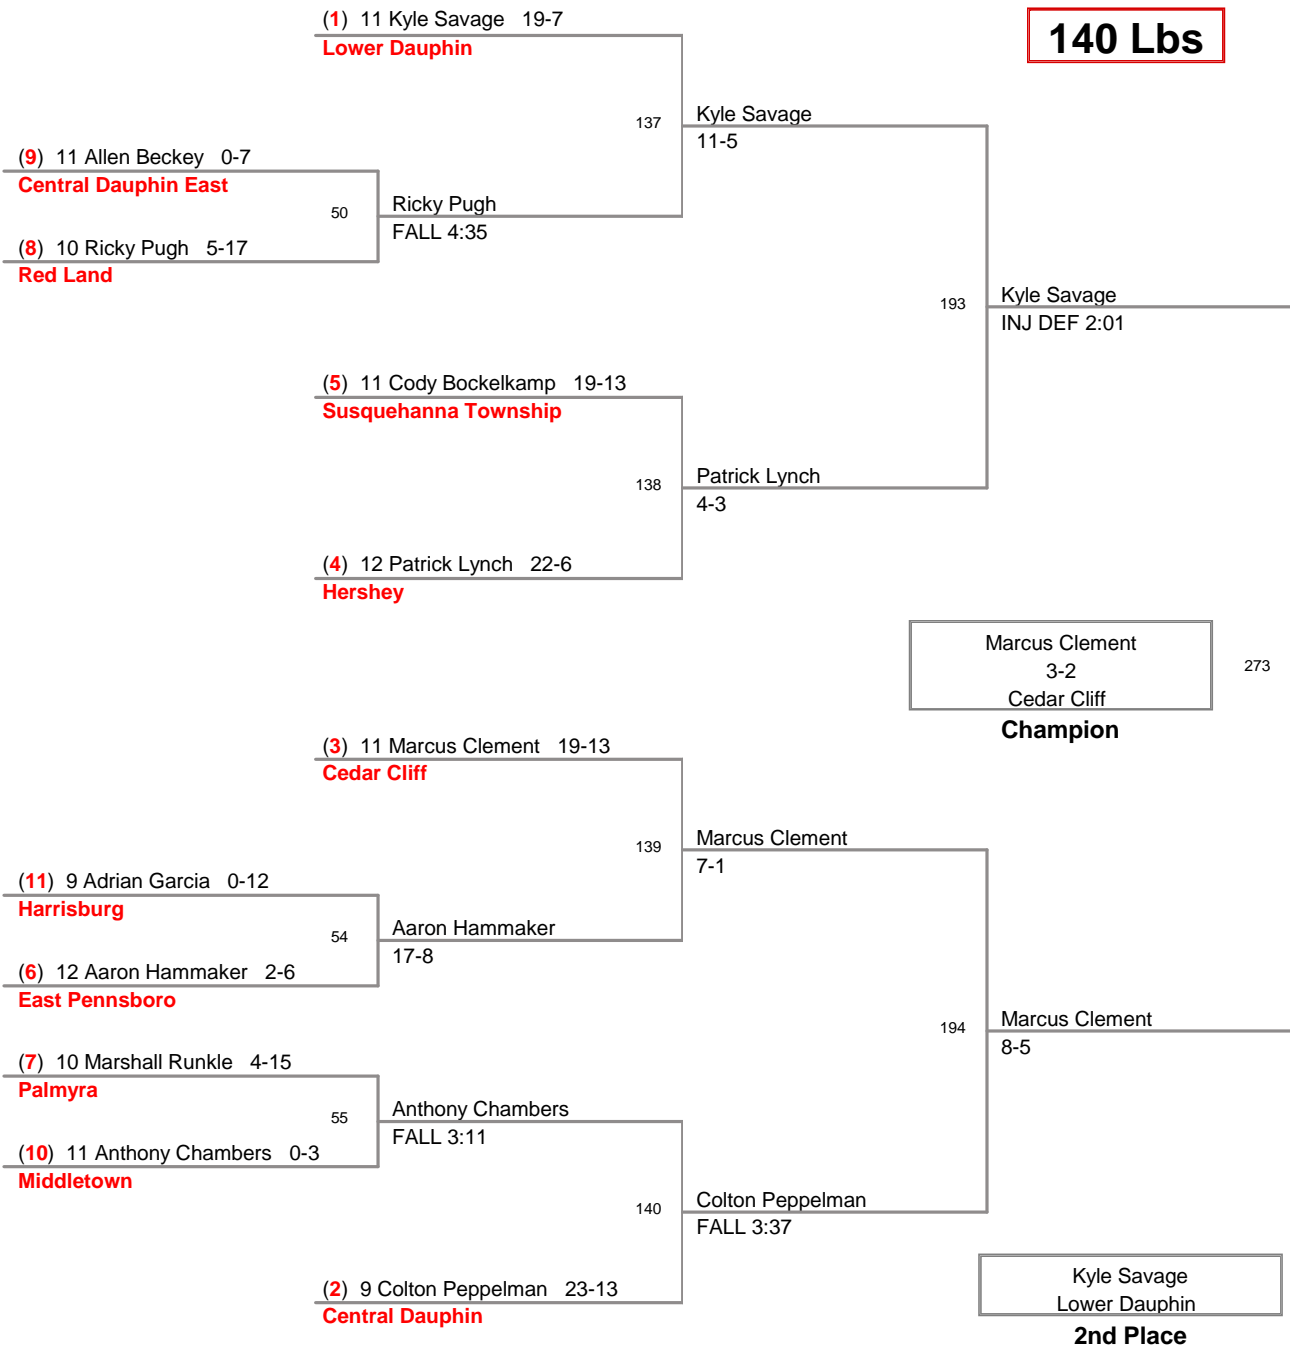 (1) 11 Kyle Savage 19-7
Lower Dauphin
140 Lbs
137
Kyle Savage
11-5
(9) 11 Allen Beckey 0-7
Central Dauphin East
50
Ricky Pugh
FALL 4:35
(8) 10 Ricky Pugh 5-17
Red Land
193
Kyle Savage
INJ DEF 2:01
(5) 11 Cody Bockelkamp 19-13
Susquehanna Township
138
Patrick Lynch
4-3
(4) 12 Patrick Lynch 22-6
Hershey
Marcus Clement
3-2
Cedar Cliff
273
Champion
(3) 11 Marcus Clement 19-13
Cedar Cliff
139
Marcus Clement
7-1
(11) 9 Adrian Garcia 0-12
Harrisburg
54
Aaron Hammaker
17-8
(6) 12 Aaron Hammaker 2-6
East Pennsboro
194
Marcus Clement
8-5
(7) 10 Marshall Runkle 4-15
Palmyra
55
Anthony Chambers
FALL 3:11
(10) 11 Anthony Chambers 0-3
Middletown
140
Colton Peppelman
FALL 3:37
(2) 9 Colton Peppelman 23-13
Central Dauphin
Kyle Savage
Lower Dauphin
2nd Place